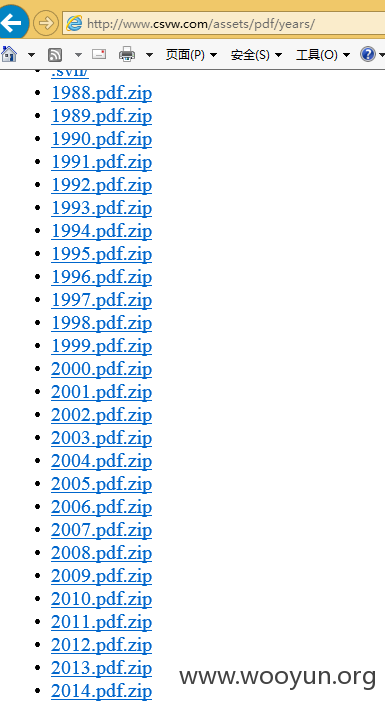 http://www.csvw.com/assets/pdf/years/
页面(P) 安全(S) 工具(O)
.svn/
1988.pdf.zip
1989.pdf.zip
1990.pdf.zip
1991.pdf.zip
1992.pdf.zip
1993.pdf.zip
1994.pdf.zip
1995.pdf.zip
1996.pdf.zip
1997.pdf.zip
1998.pdf.zip
1999.pdf.zip
2000.pdf.zip
2001.pdf.zip
2002.pdf.zip
2003.pdf.zip
2004.pdf.zip
2005.pdf.zip
2006.pdf.zip
2007.pdf.zip
2008.pdf.zip
2009.pdf.zip
2010.pdf.zip
2011.pdf.zip
2012.pdf.zip
2013.pdf.zip
2014.pdf.zip
www.wooyun.org